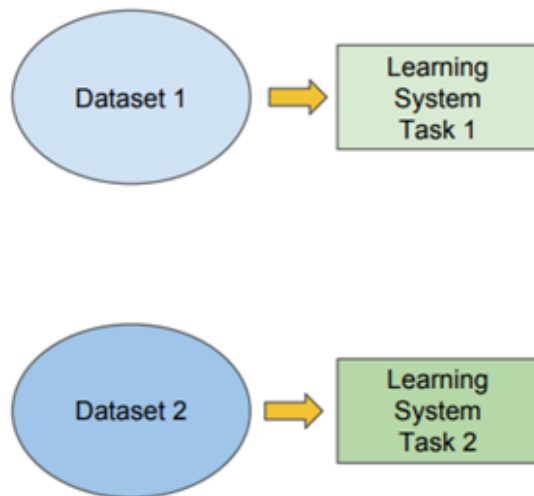 Dataset 1
Learning
System
Task 1
Dataset 2
Learning
System
Task 2